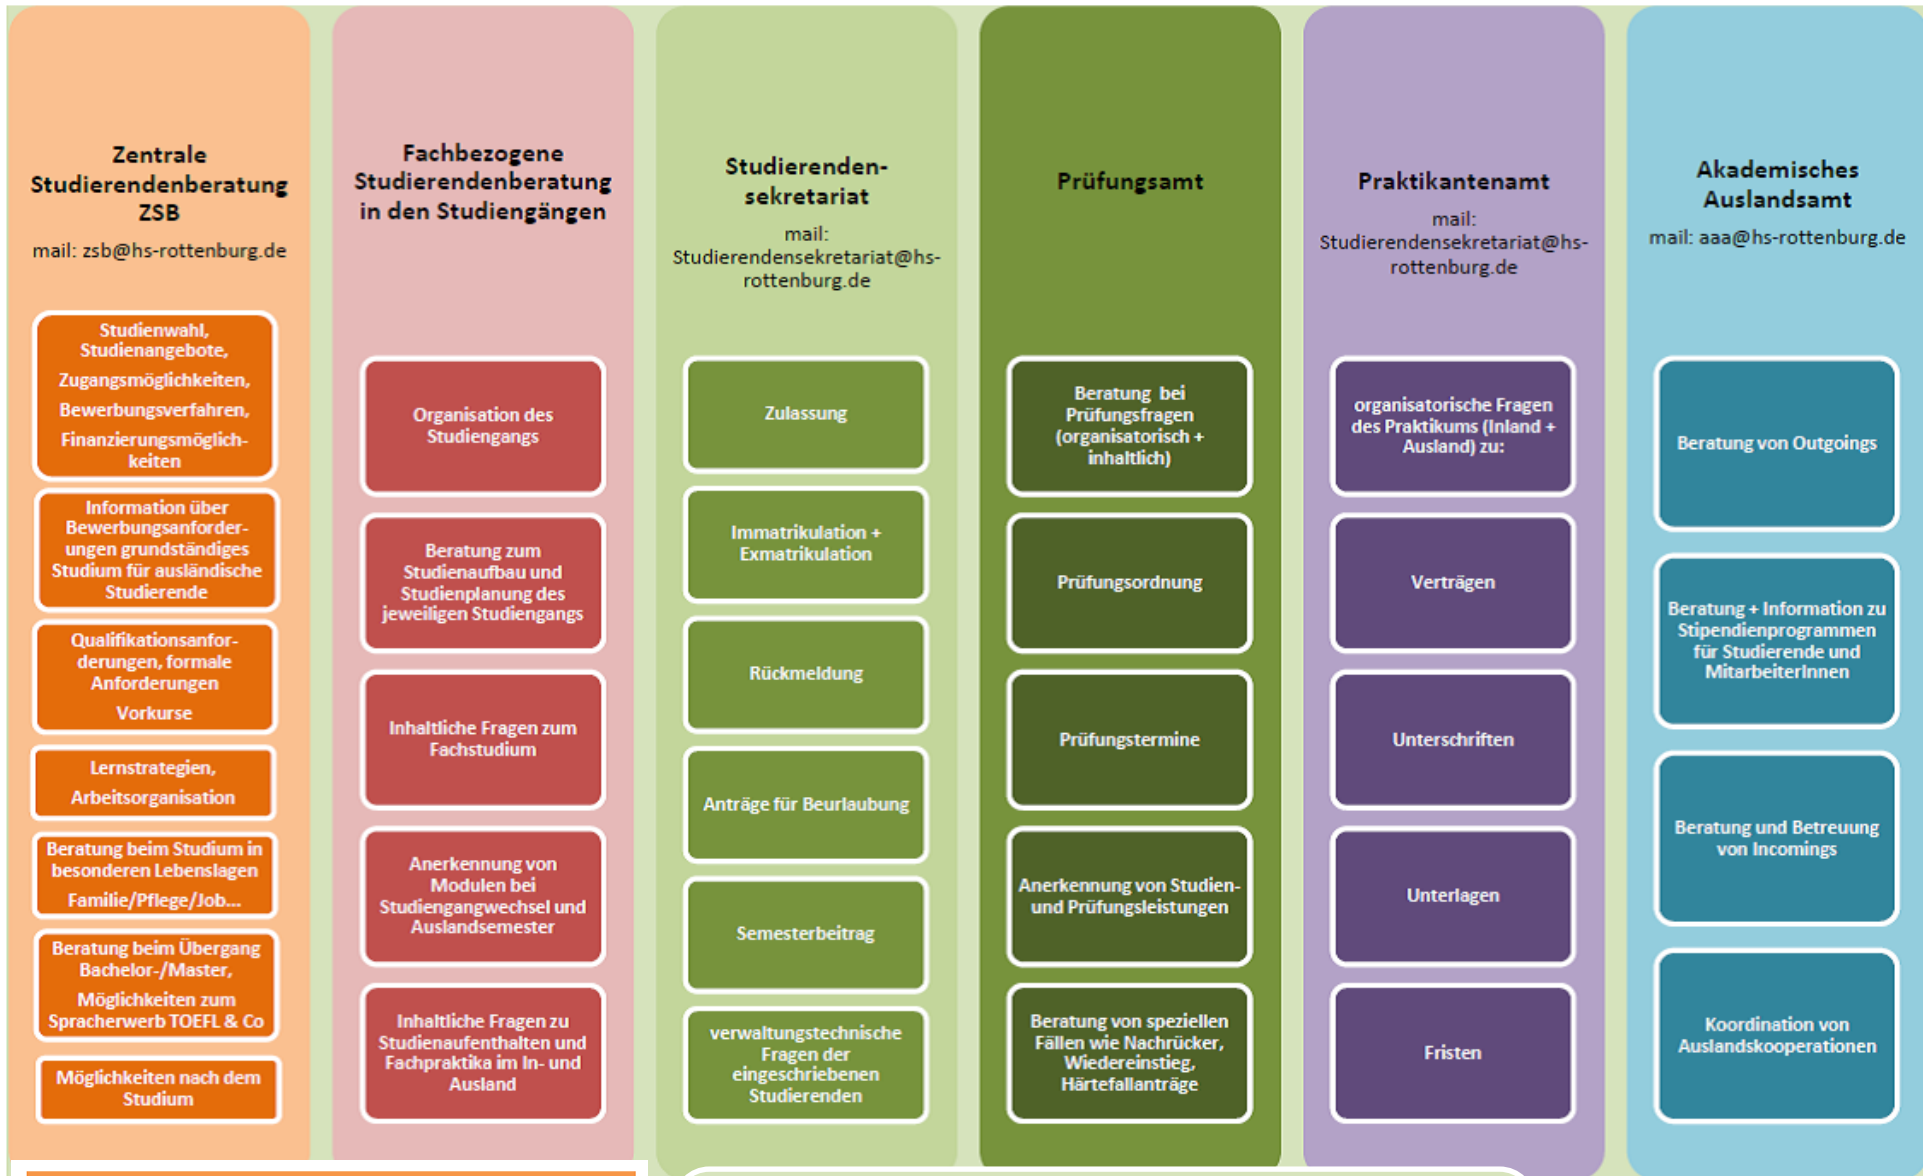 Zentrale
Studierendenberatung
ZSB
mail: zsb@hs-rottenburg.de
Studienwahl,
Studienangebote,
Zugangsmöglichkeiten,
Bewerbungsverfahren,
Finanzierungsmöglich-
keiten
Information über
Bewerbungsanforder-
ungen grundständiges
Studium für ausländische
Studierende
Qualifikationsanfor-
derungen, formale
Anforderungen
Vorkurse
Lernstrategien,
Arbeitsorganisation
Beratung beim Studium in
besonderen Lebenslagen
Familie/Pflege/Job...
Beratung beim Übergang
Bachelor-/Master,
Möglichkeiten zum
Spracherwerb TOEFL & Co
Möglichkeiten nach dem
Studium
Fachbezogene
Studierendenberatung
in den Studiengängen
Organisation des
Studiengangs
Beratung zum
Studienaufbau und
Studienplanung des
jeweiligen Studiengangs
Inhaltliche Fragen zum
Fachstudium
Anerkennung von
Modulen bei
Studiengangwechsel und
Auslandsemester
Inhaltliche Fragen zu
Studienaufenthalten und
Fachpraktika im In- und
Ausland
Studierenden-
sekretariat
mail:
Studierendensekretariat@hs-
rottenburg.de
Zulassung
Immatrikulation +
Exmatrikulation
Rückmeldung
Anträge für Beurlaubung
Semesterbeitrag
verwaltungstechnische
Fragen der
eingeschriebenen
Studierenden
Prüfungsamt
Beratung bei
Prüfungsfragen
(organisatorisch +
inhaltlich)
Prüfungsordnung
Prüfungstermine
Anerkennung von Studien-
und Prüfungsleistungen
Beratung von speziellen
Fällen wie Nachrücker,
Wiedereinstieg,
Härtefallanträge
Praktikantenamt
mail:
Studierendensekretariat@hs-
rottenburg.de
organisatorische Fragen
des Praktikums (Inland +
Ausland) zu:
Verträgen
Unterschriften
Unterlagen
Fristen
Akademisches
Auslandsamt
mail: aaa@hs-rottenburg.de
Beratung von Outgoings
Beratung + Information zu
Stipendienprogrammen
für Studierende und
MitarbeiterInnen
Beratung und Betreuung
von Incomings
Koordination von
Auslandskooperationen